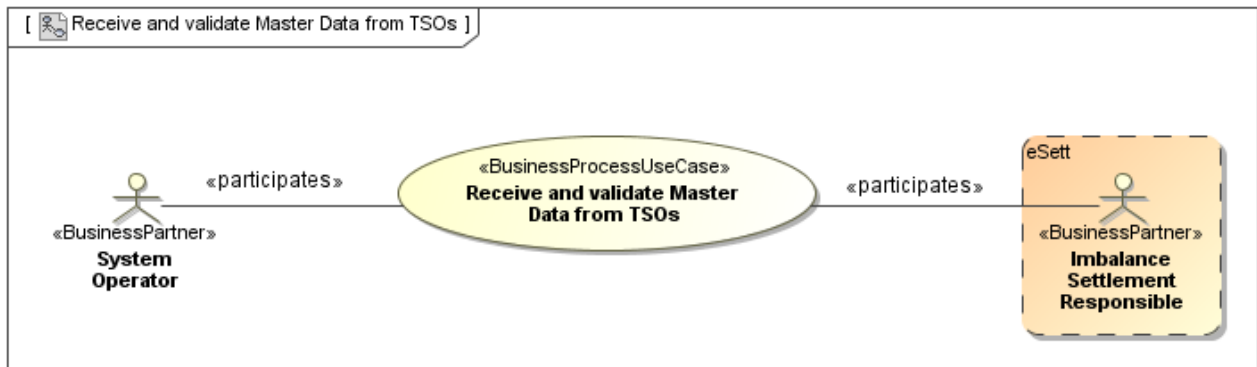 [ Receive and validate Master Data from TSOs ]
«participates»
«BusinessPartner»
System
Operator
«BusinessProcessUseCase»
Receive and validate Master
Data from TSOs
«participates»
eSett
«BusinessPartner»
Imbalance
Settlement
Responsible